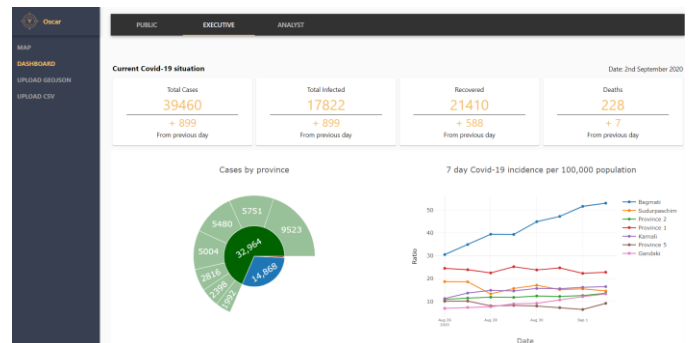 Oscar
PUBLIC EXECUTIVE ANALYST
MAP
DASHBOARD
UPLOAD GEOJSON
UPLOAD CSV
Current Covid-19 situation
Date: 2nd September 2020
Total Cases
39460
+ 899
From previous day
Total Infected
17822
+ 899
From previous day
Recovered
21410
+ 588
From previous day
Deaths
228
+ 7
From previous day
Cases by province
5751
9523
5480
5004
2816
2398
1992
32,964
14,868
7 day Covid-19 incidence per 100,000 population
50
40
30
20
10
Ratio
Aug 28
Aug 30
Sep 1
2020
Date
Bagmati
Sudurpaschim
Province 2
Province 1
Karnali
Province 5
Gandaki